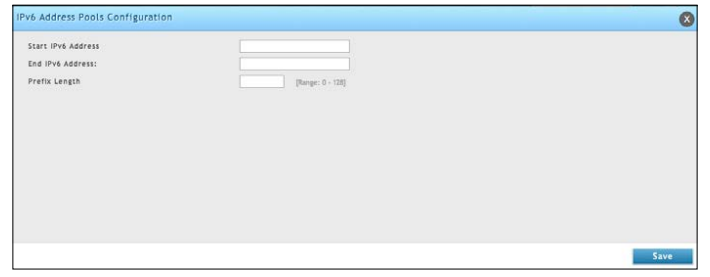 IPv6 Address Pools Configuration
X
Start IPv6 Address
End IPv6 Address:
Prefix Length [Range: 0 - 128]
Save